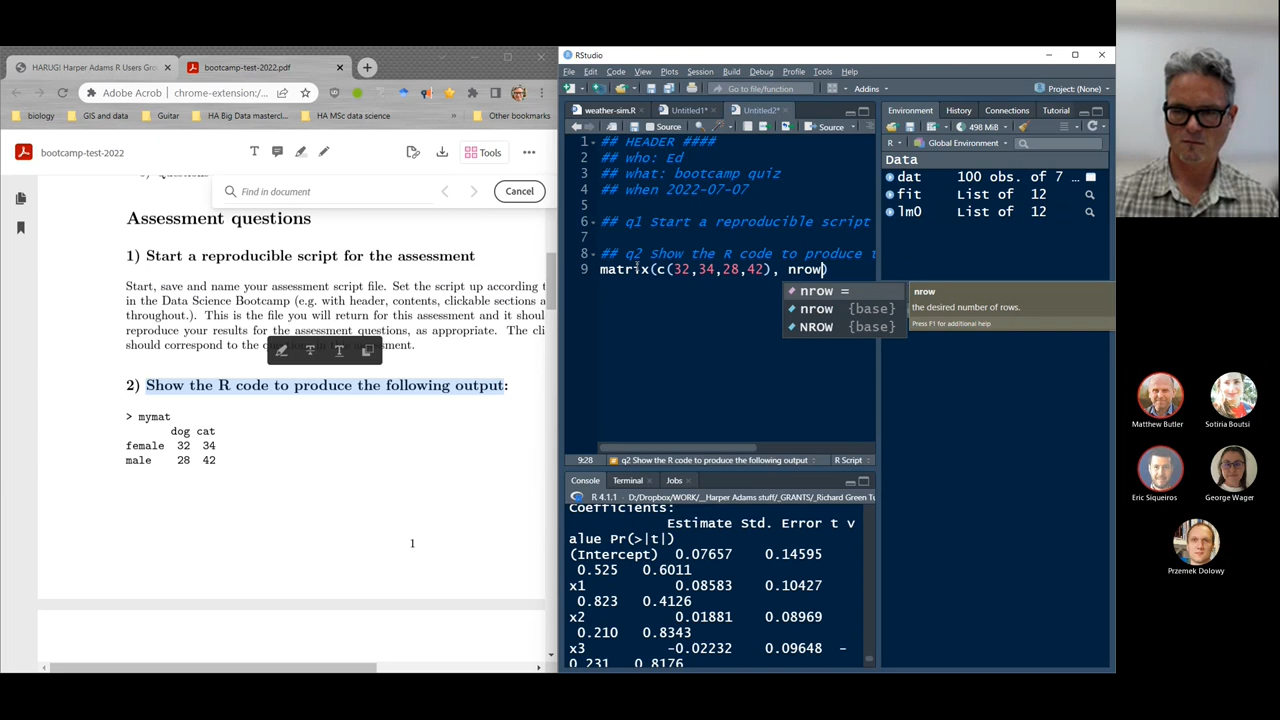 HARUG! Harper Adams R Users Gro
bootcamp-test-2022.pdf
Adobe Acrob
chrome-extension:/...
biology
GIS and data
Guitar
HA Big Data mastercl...
HA MSc data science
Other bookmarks
bootcamp-test-2022
Tools
Find in document
Cancel
Assessment questions
1) Start a reproducible script for the assessment
Start, save and name your assessment script file. Set the script up according t
in the Data Science Bootcamp (e.g. with header, contents, clickable sections a
throughout.). This is the file you will return for this assessment and it shoul
reproduce your results for the assessment questions, as appropriate. The cli
should correspond to the
ment.
2) Show the R code to produce the following output:
> mymat
dog cat
female 32 34
male 28 42
1
RStudio
File Edit Code View Plots Session Build Debug Profile Tools Help
Go to file/function
Addins
Project: (None)
weather-sim.R
Untitled1*
Untitled2*
Source
Source
1 ## HEADER ####
2 ## who: Ed
3 ## what: bootcamp quiz
4 ## when 2022-07-07
5
6 ## q1 Start a reproducible script
7
8 ## q2 Show the R code to produce t
9 matrix(c(32,34,28,42), nrow)
nrow =
nrow {base}
NROW {base}
nrow
the desired number of rows.
Press F1 for additional help
9:28
q2 Show the R code to produce the following output
R Script
Console
Terminal
Jobs
R 4.1.1 · D:/Dropbox/WORK/_Harper Adams stuff/_GRANTS/_Richard Green Tu
Coefficients:
Estimate Std. Error t v
alue Pr(>|t|)
(Intercept) 0.07657 0.14595
0.525 0.6011
x1 0.08583 0.10427
0.823 0.4126
x2 0.01881 0.08969
0.210 0.8343
x3 -0.02232 0.09648 -
0.231 0.8176
Environment
History
Connections
Tutorial
498 MiB
R
Global Environment
Data
dat 100 obs. of 7 ...
fit List of 12
lm0 List of 12
Matthew Butler
Sotiria Boutsi
Eric Siqueiros
George Wager
Przemek Dolowy